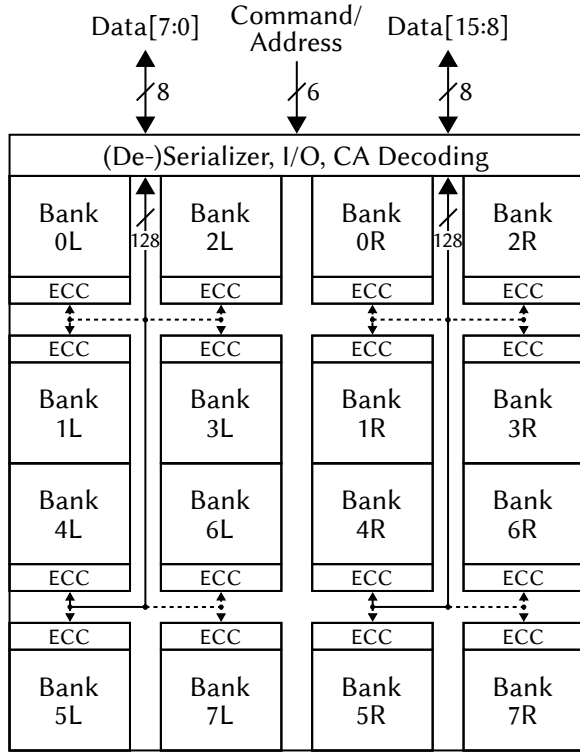 Data[7:0]
Command/
Address
Data[15:8]
8
6
8
(De-)Serializer, I/O, CA Decoding
Bank
0L
128
Bank
2L
Bank
0R
128
Bank
2R
ECC
ECC
ECC
ECC
ECC
ECC
ECC
ECC
Bank
1L
Bank
3L
Bank
1R
Bank
3R
Bank
4L
Bank
6L
Bank
4R
Bank
6R
ECC
ECC
ECC
ECC
ECC
ECC
ECC
ECC
Bank
5L
Bank
7L
Bank
5R
Bank
7R